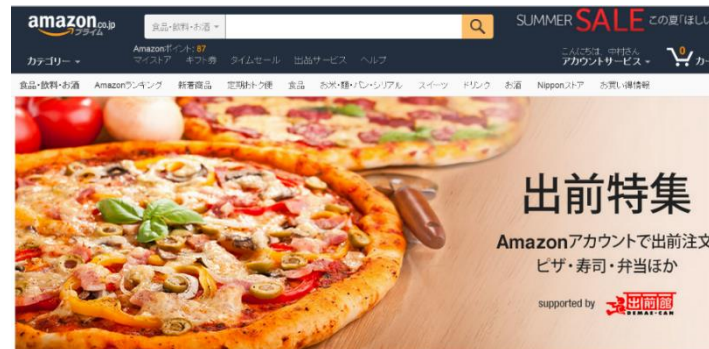 amazon.co.jp
プライム
食品・飲料・お酒
SUMMER SALE この夏「ほしい
カテゴリー
Amazonポイント: 87
マイストア ギフト券 タイムセール 出品サービス ヘルプ
こんにちは, 中村さん
アカウントサービス
0
カー
食品・飲料・お酒 Amazonランキング 新着商品 定期おトク便 食品 お米・麺・パン・シリアル スイーツ ドリンク お酒 Nipponストア お買い得情報
出前特集
Amazonアカウントで出前注文
ピザ・寿司・弁当ほか
supported by 出前館
DEMAE-CAN